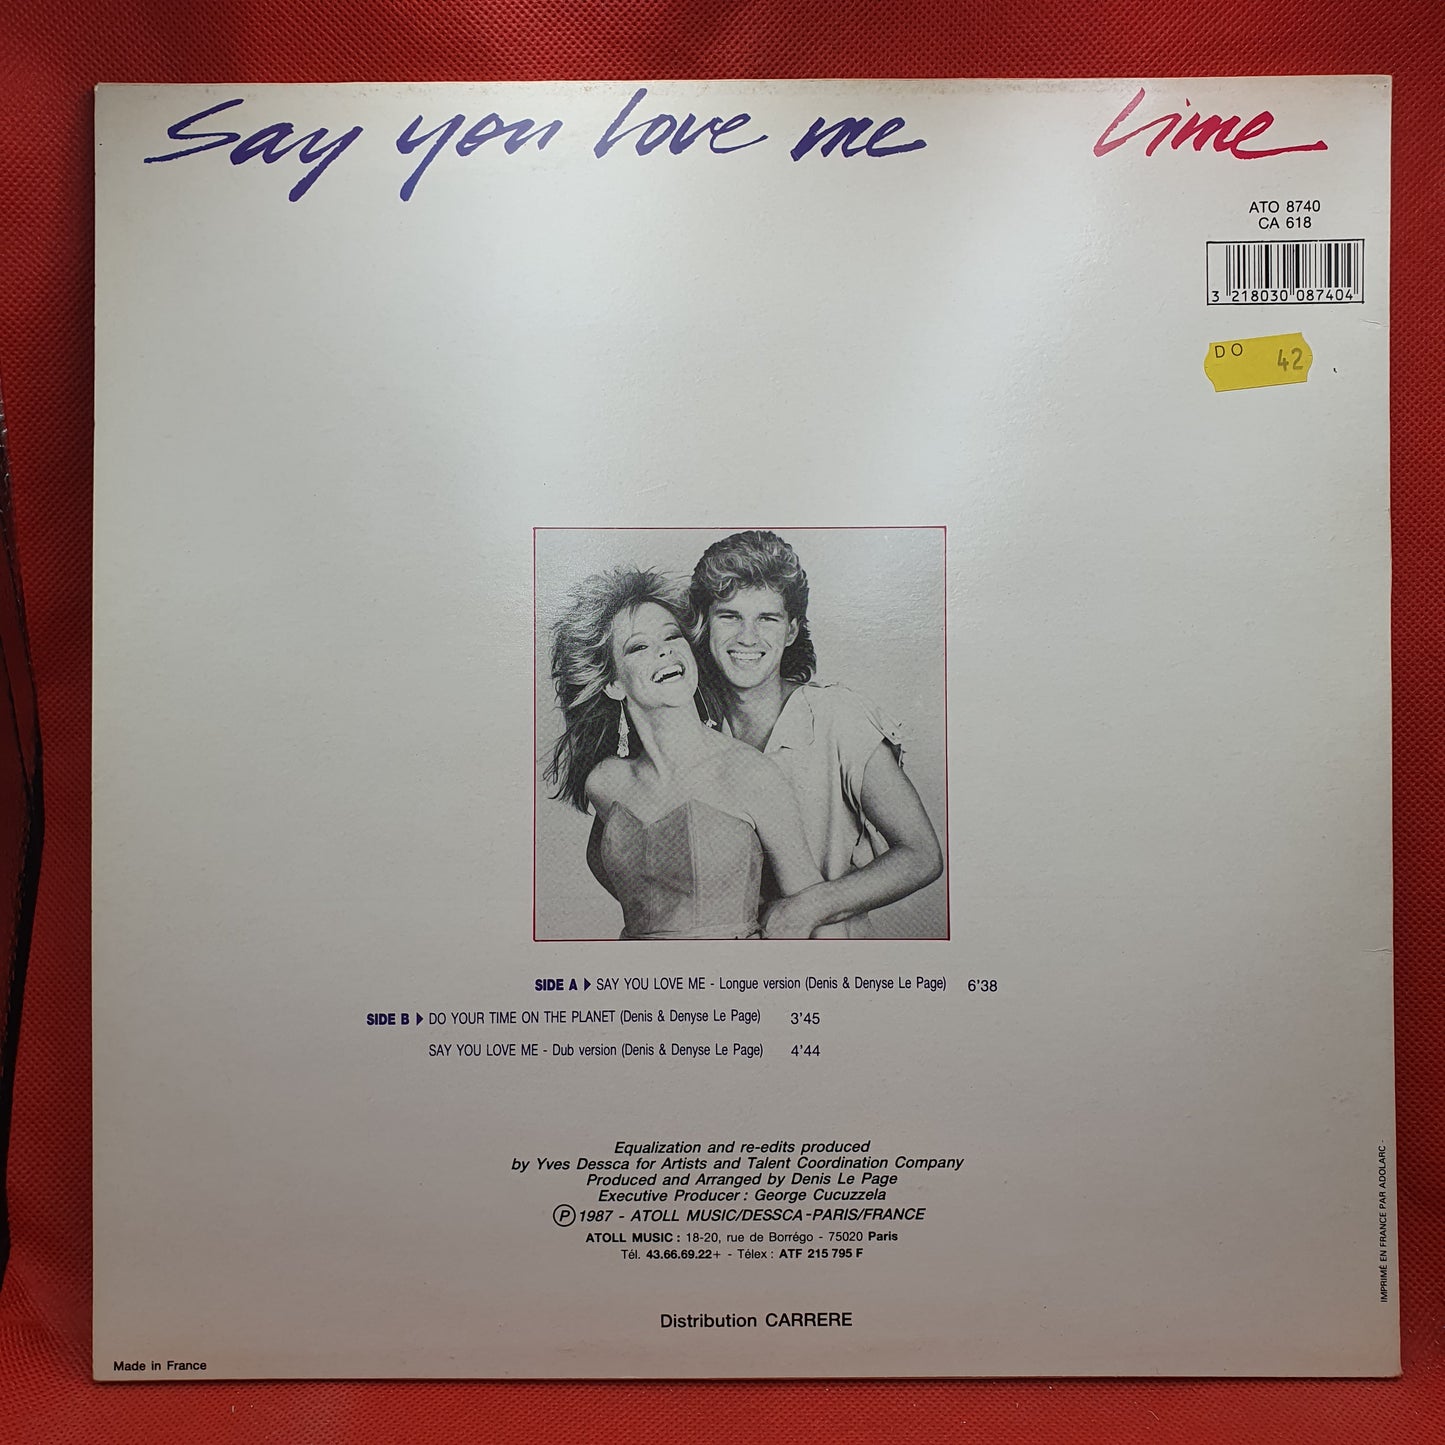 Say you love me Lime
ATO 8740
CA 618
3 218030 087404
DO 42
SIDE A SAY YOU LOVE ME - Longue version (Denis & Denyse Le Page) 6'38
SIDE B DO YOUR TIME ON THE PLANET (Denis & Denyse Le Page) 3'45
SAY YOU LOVE ME - Dub version (Denis & Denyse Le Page) 4'44
Equalization and re-edits produced
by Yves Dessca for Artists and Talent Coordination Company
Produced and Arranged by Denis Le Page
Executive Producer : George Cucuzzela
Ⓟ 1987 - ATOLL MUSIC/DESSCA-PARIS/FRANCE
ATOLL MUSIC : 18-20, rue de Borrégo - 75020 Paris
Tél. 43.66.69.22+ - Télex : ATF 215 795 F
Distribution CARRERE
Made in France
IMPRIMÉ EN FRANCE PAR ADOLARC -